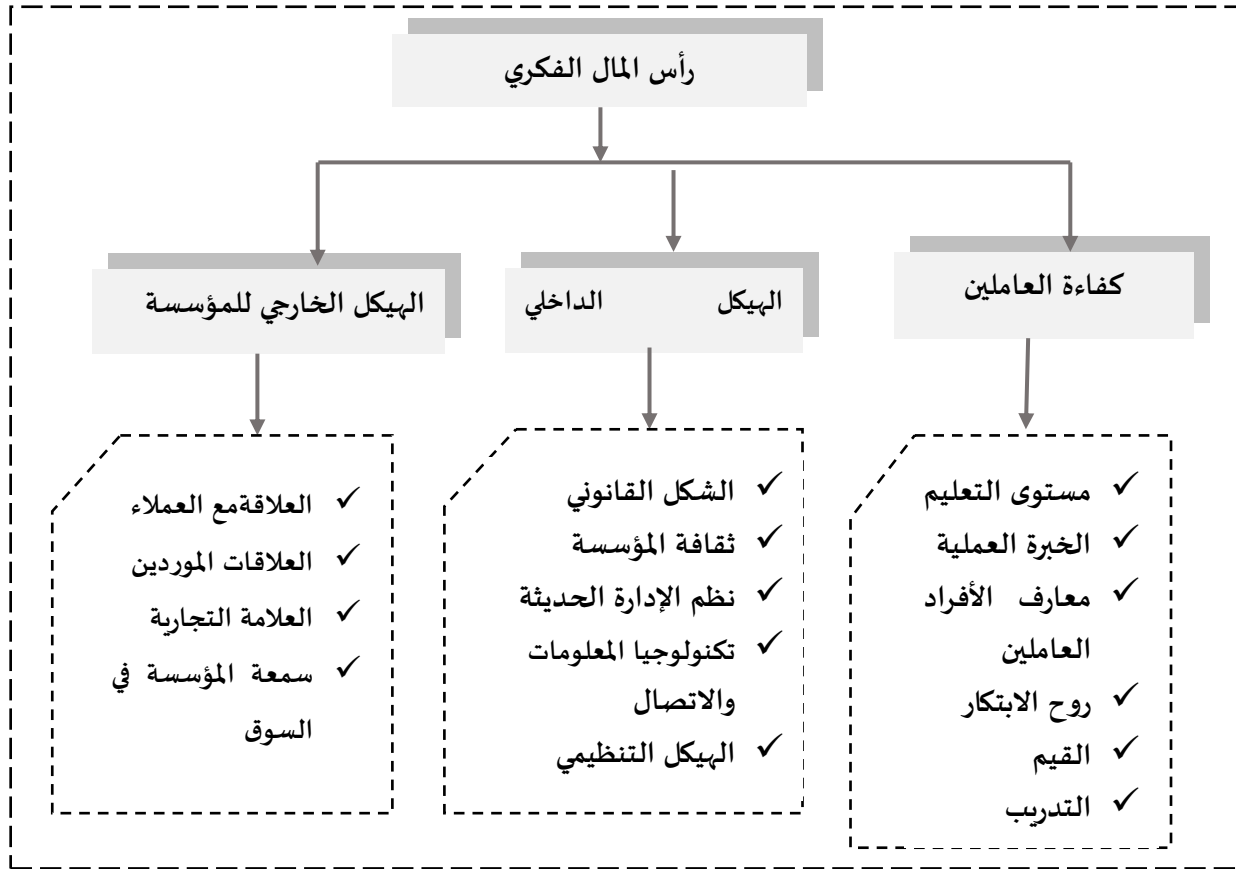 رأس المال الفكري
كفاءة العاملين
الهيكل الداخلي
الهيكل الخارجي للمؤسسة
مستوى التعليم
الخبرة العملية
معارف الأفراد
العاملين
روح الابتكار
القيم
التدريب
الشكل القانوني
ثقافة المؤسسة
نظم الإدارة الحديثة
تكنولوجيا المعلومات
والاتصال
الهيكل التنظيمي
العلاقةمع العملاء
العلاقات الموردين
العلامة التجارية
سمعة المؤسسة في
السوق